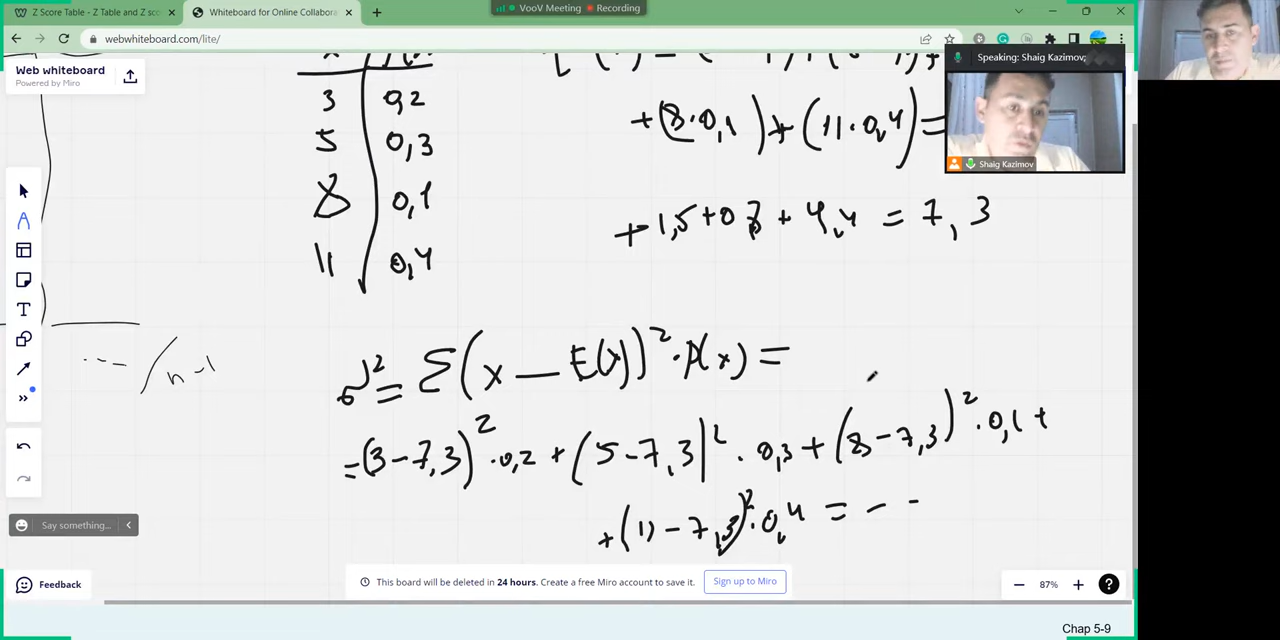 VooV Meeting Recording
Z Score Table - Z Table and Z sco
Whiteboard for Online Collabora
webwhiteboard.com/lite/
Web whiteboard
Powered by Miro
Speaking: Shaig Kazimov;
Shaig Kazimov
3 0,2
5 0,3
8 0,1
11 0,4
+(8·0,1)+(11·0,4)=
+1,5+0,8+4,4=7,3
--- / n-1
σ²=Σ(x-E(x))²·P(x)=
=(3-7,3)²·0,2+(5-7,3)²·0,3+(8-7,3)²·0,1+
+(11-7,3)²·0,4=--
Say something...
Feedback
This board will be deleted in 24 hours. Create a free Miro account to save it.
Sign up to Miro
87%
Chap 5-9